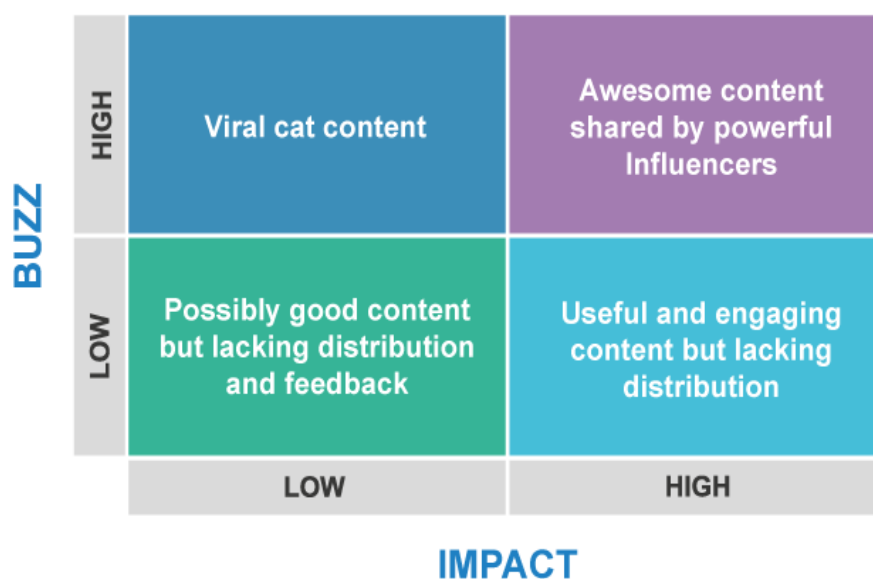 BUZZ
HIGH
Viral cat content
Awesome content
shared by powerful
Influencers
LOW
Possibly good content
but lacking distribution
and feedback
Useful and engaging
content but lacking
distribution
LOW
HIGH
IMPACT